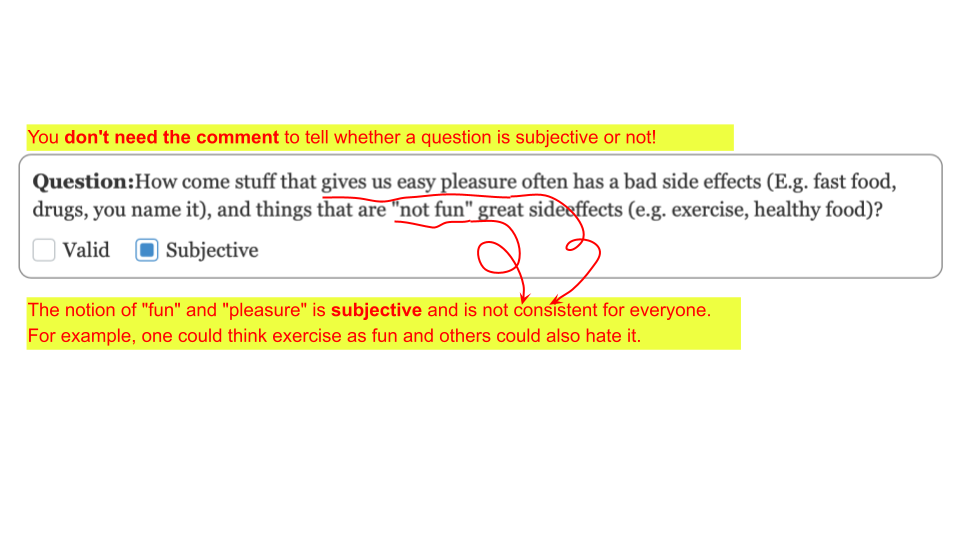 You don't need the comment to tell whether a question is subjective or not!
Question:How come stuff that gives us easy pleasure often has a bad side effects (E.g. fast food,
drugs, you name it), and things that are "not fun" great sideeffects (e.g. exercise, healthy food)?
Valid Subjective
The notion of "fun" and "pleasure" is subjective and is not consistent for everyone.
For example, one could think exercise as fun and others could also hate it.